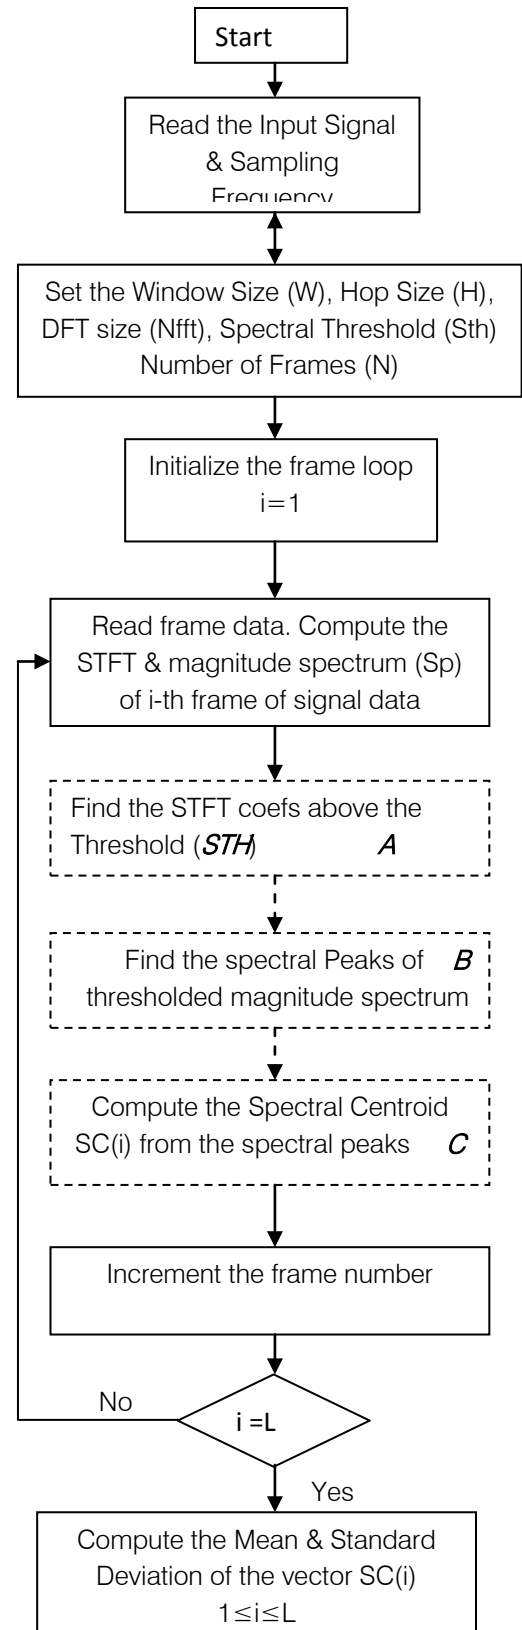 Start
Read the Input Signal
& Sampling
Frequency
Set the Window Size (W), Hop Size (H),
DFT size (Nfft), Spectral Threshold (Sth)
Number of Frames (N)
Initialize the frame loop
i=1
Read frame data. Compute the
STFT & magnitude spectrum (Sp)
of i-th frame of signal data
Find the STFT coefs above the
Threshold (STH) A
Find the spectral Peaks of B
thresholded magnitude spectrum
Compute the Spectral Centroid
SC(i) from the spectral peaks C
Increment the frame number
No
i =L
Yes
Compute the Mean & Standard
Deviation of the vector SC(i)
1≤i≤L